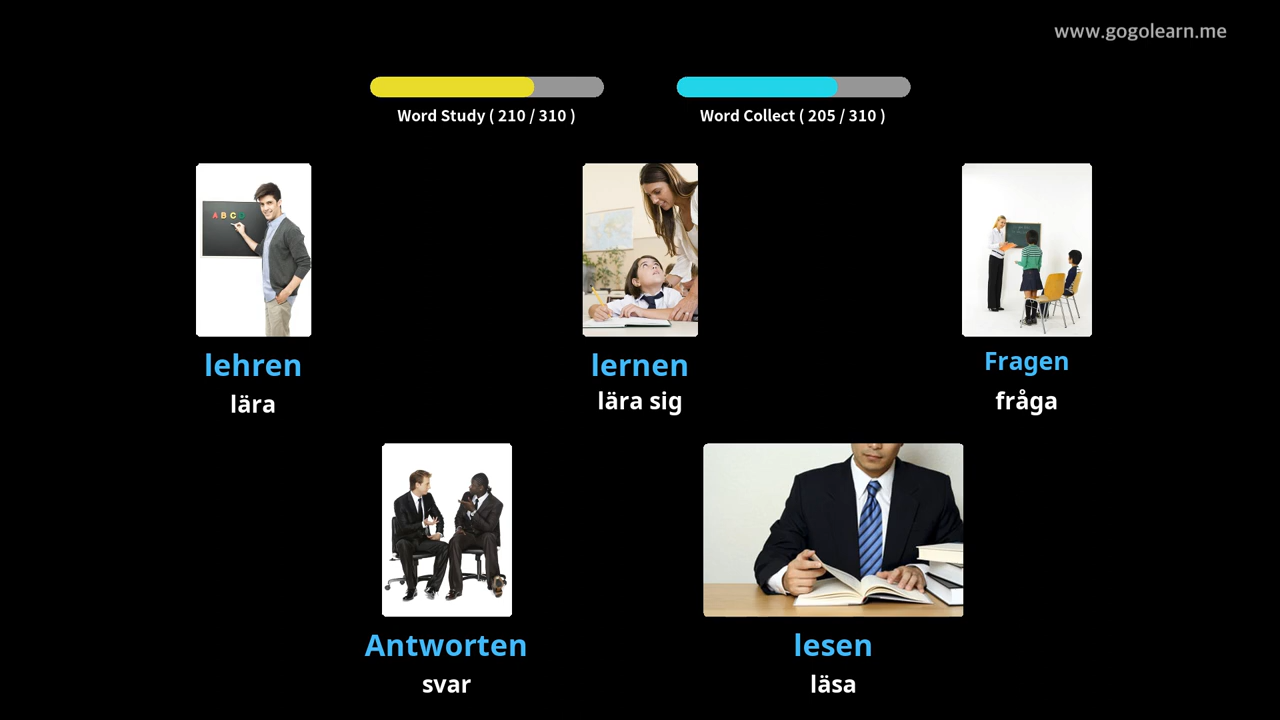 www.gogolearn.me
Word Study ( 210 / 310 )
Word Collect ( 205 / 310 )
A B C D
lehren
lära
lernen
lära sig
Fragen
fråga
Antworten
svar
lesen
läsa